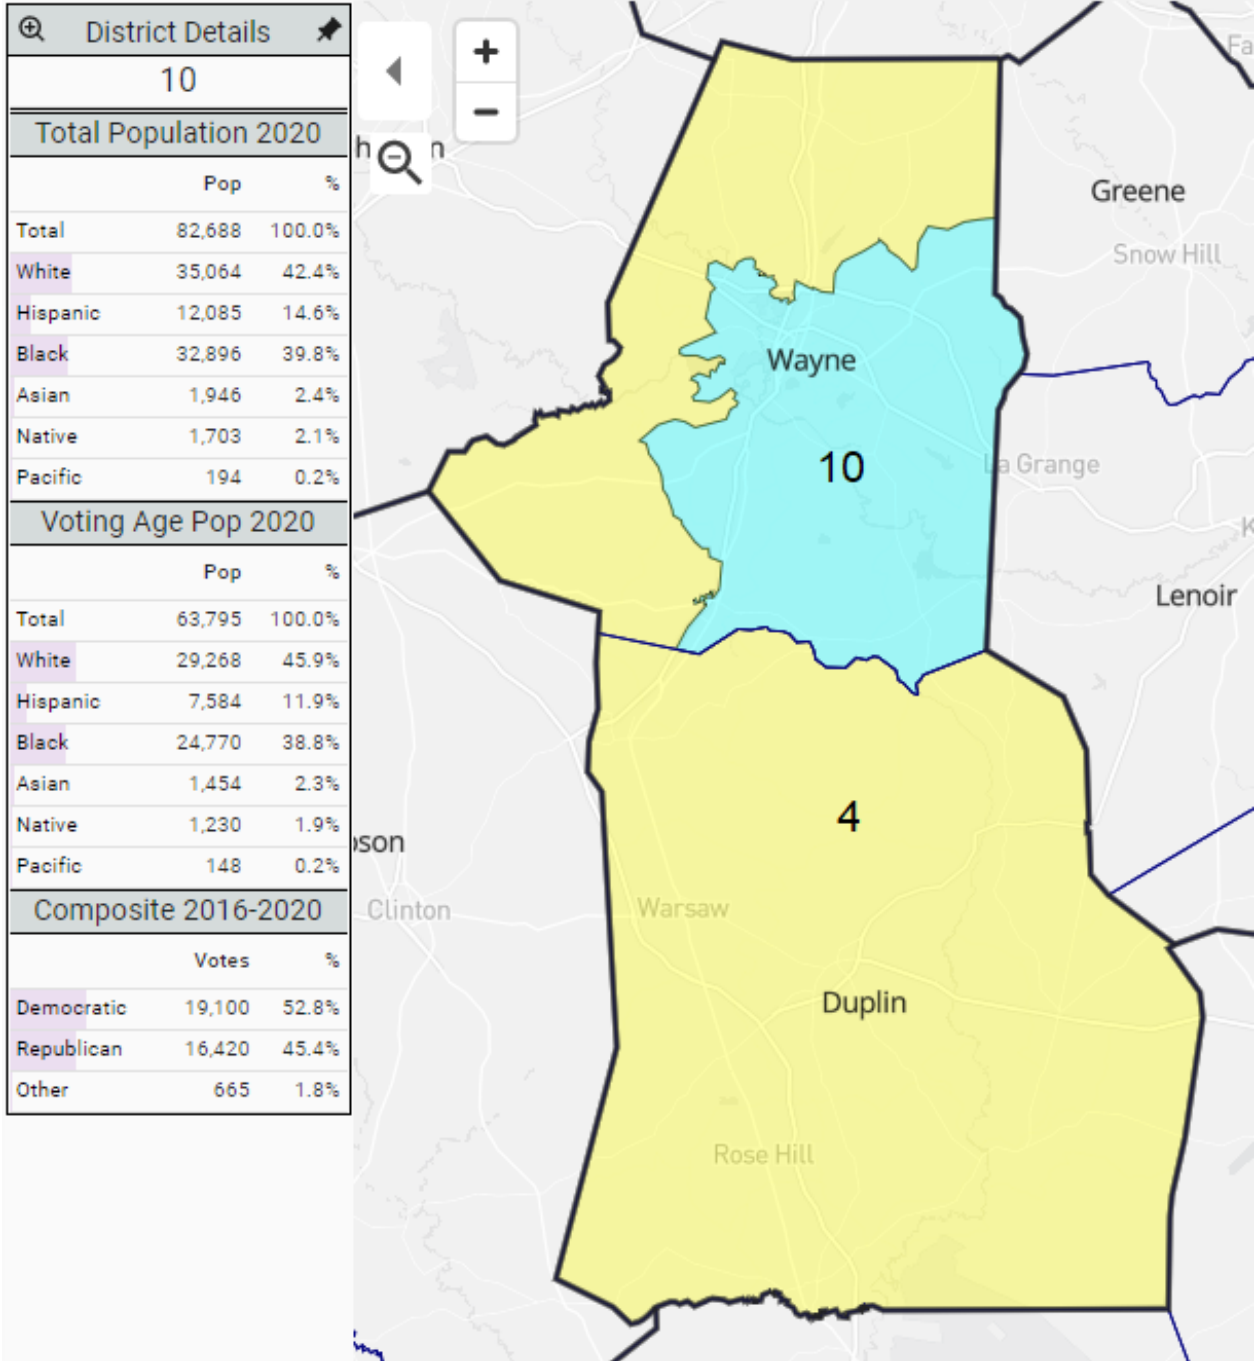 District Details
10
Total Population 2020
Pop %
Total 82,688 100.0%
White 35,064 42.4%
Hispanic 12,085 14.6%
Black 32,896 39.8%
Asian 1,946 2.4%
Native 1,703 2.1%
Pacific 194 0.2%
Voting Age Pop 2020
Pop %
Total 63,795 100.0%
White 29,268 45.9%
Hispanic 7,584 11.9%
Black 24,770 38.8%
Asian 1,454 2.3%
Native 1,230 1.9%
Pacific 148 0.2%
Composite 2016-2020
Votes %
Democratic 19,100 52.8%
Republican 16,420 45.4%
Other 665 1.8%
+
−
Fa
Greene
Snow Hill
Wayne
10
La Grange
K
Lenoir
4
son
Clinton
Warsaw
Duplin
Rose Hill